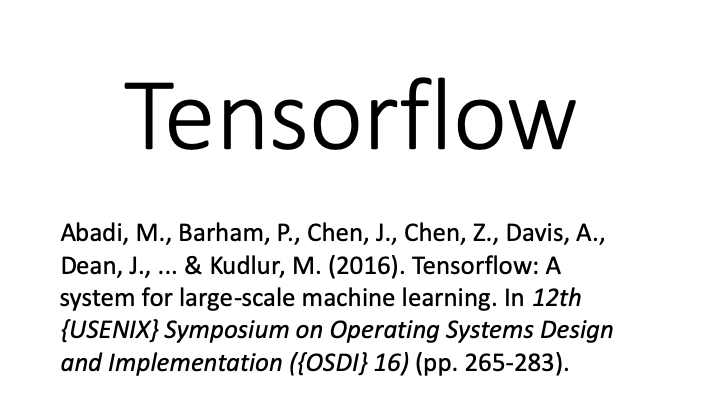 Tensorflow
Abadi, M., Barham, P., Chen, J., Chen, Z., Davis, A.,
Dean, J., ... & Kudlur, M. (2016). Tensorflow: A
system for large-scale machine learning. In 12th
{USENIX} Symposium on Operating Systems Design
and Implementation ({OSDI} 16) (pp. 265-283).